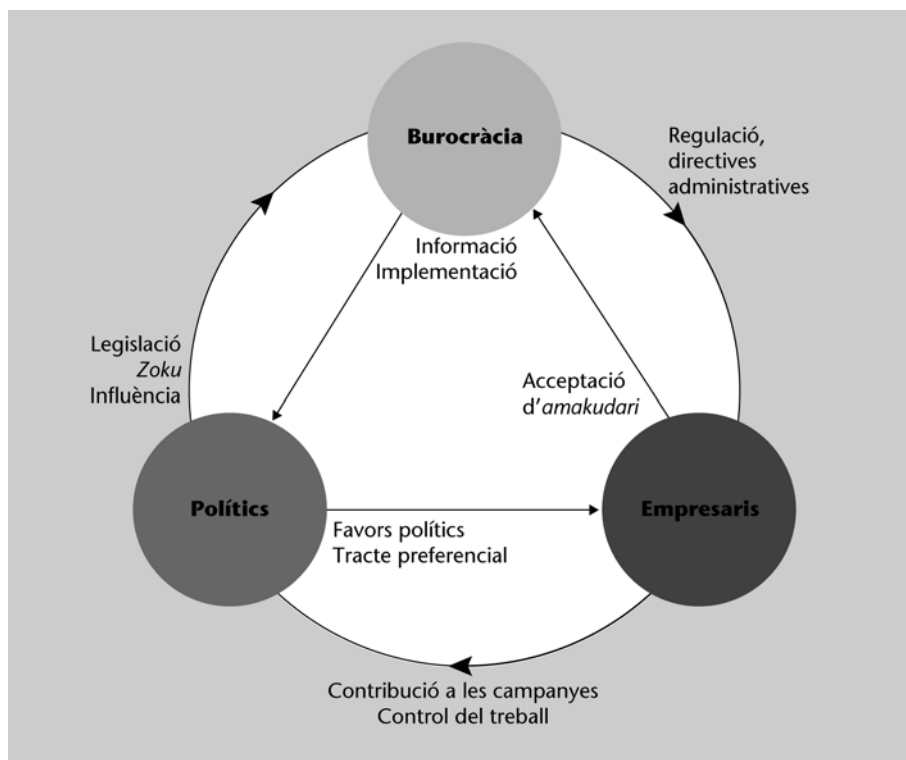 Burocràcia
Regulació,
directives
administratives
Informació
Implementació
Legislació
Zoku
Influència
Acceptació
d'amakudari
Polítics
Empresaris
Favors polítics
Tracte preferencial
Contribució a les campanyes
Control del treball